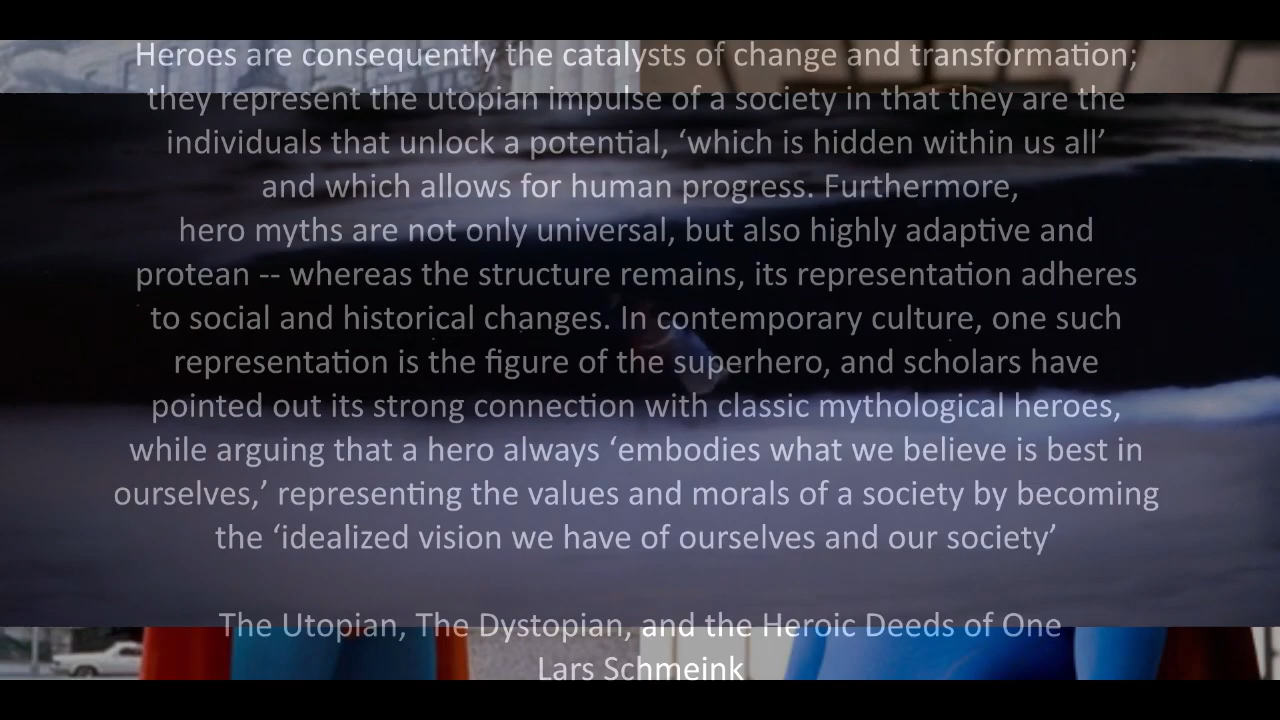 Heroes are consequently the catalysts of change and transformation;
they represent the utopian impulse of a society in that they are the
individuals that unlock a potential, ‘which is hidden within us all’
and which allows for human progress. Furthermore,
hero myths are not only universal, but also highly adaptive and
protean -- whereas the structure remains, its representation adheres
to social and historical changes. In contemporary culture, one such
representation is the figure of the superhero, and scholars have
pointed out its strong connection with classic mythological heroes,
while arguing that a hero always ‘embodies what we believe is best in
ourselves,’ representing the values and morals of a society by becoming
the ‘idealized vision we have of ourselves and our society’
The Utopian, The Dystopian, and the Heroic Deeds of One
Lars Schmeink